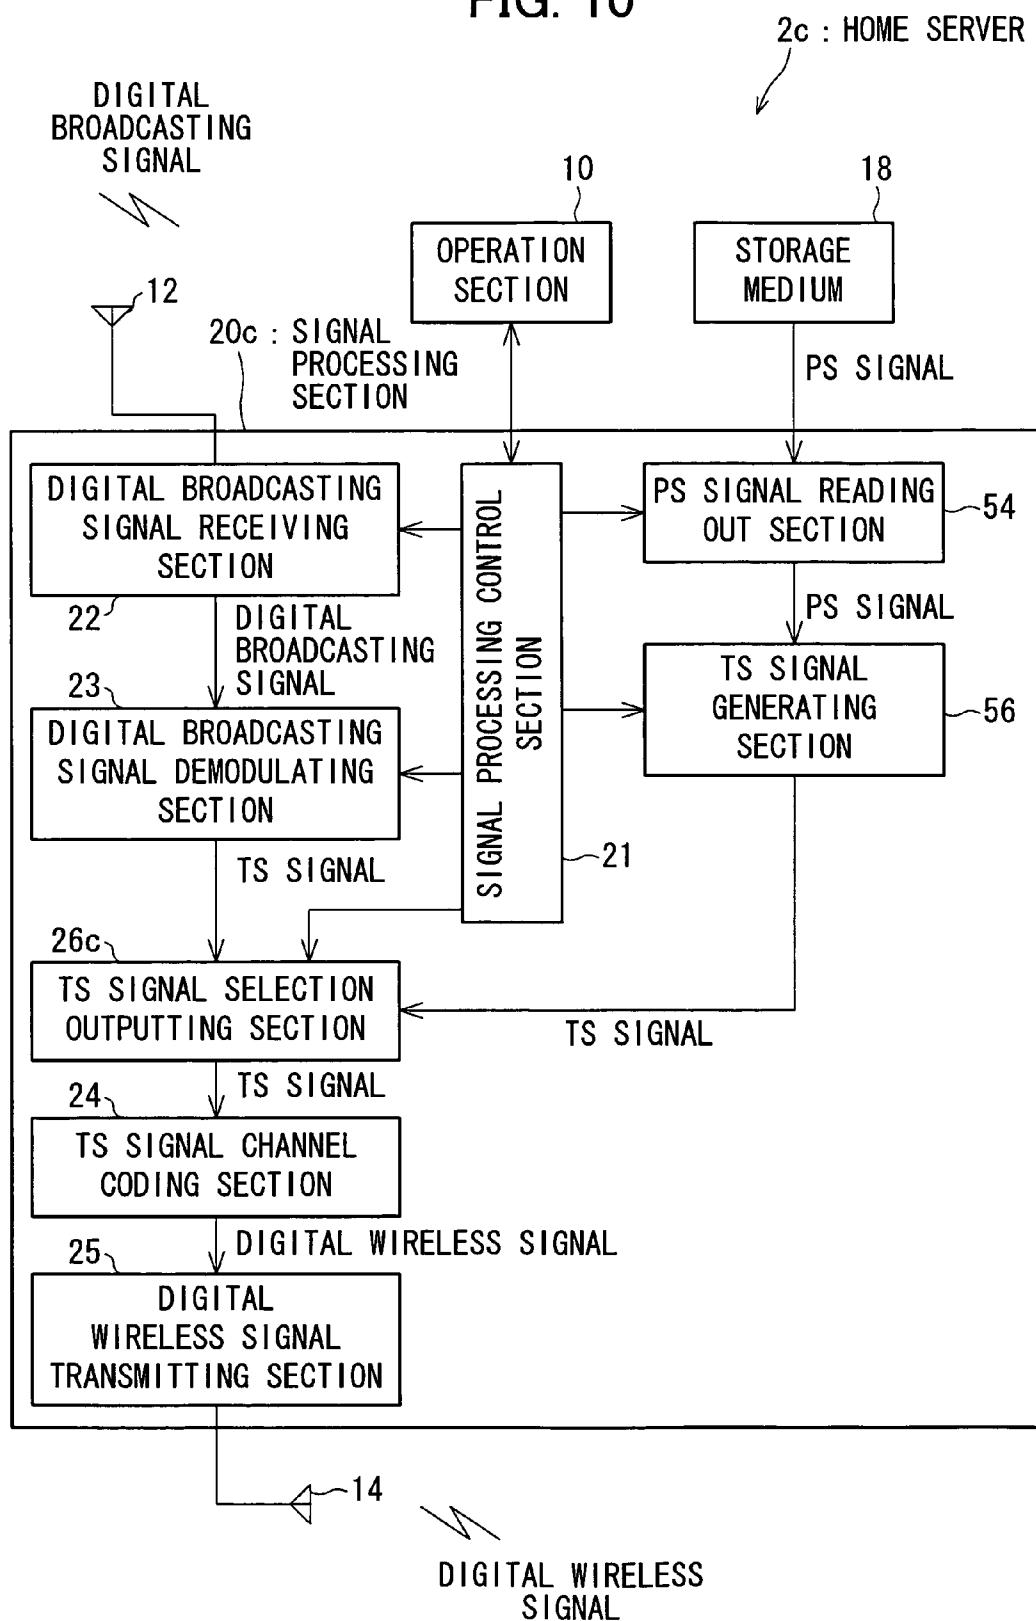 FIG. 10
2c : HOME SERVER
DIGITAL
BROADCASTING
SIGNAL
10
18
OPERATION
SECTION
STORAGE
MEDIUM
12
20c : SIGNAL
PROCESSING
SECTION
PS SIGNAL
DIGITAL BROADCASTING
SIGNAL RECEIVING
SECTION
SIGNAL PROCESSING CONTROL
SECTION
PS SIGNAL READING
OUT SECTION
54
22
DIGITAL
BROADCASTING
SIGNAL
PS SIGNAL
23
DIGITAL BROADCASTING
SIGNAL DEMODULATING
SECTION
TS SIGNAL
GENERATING
SECTION
56
21
TS SIGNAL
26c
TS SIGNAL SELECTION
OUTPUTTING SECTION
TS SIGNAL
TS SIGNAL
24
TS SIGNAL CHANNEL
CODING SECTION
DIGITAL WIRELESS SIGNAL
25
DIGITAL
WIRELESS SIGNAL
TRANSMITTING SECTION
14
DIGITAL WIRELESS
SIGNAL